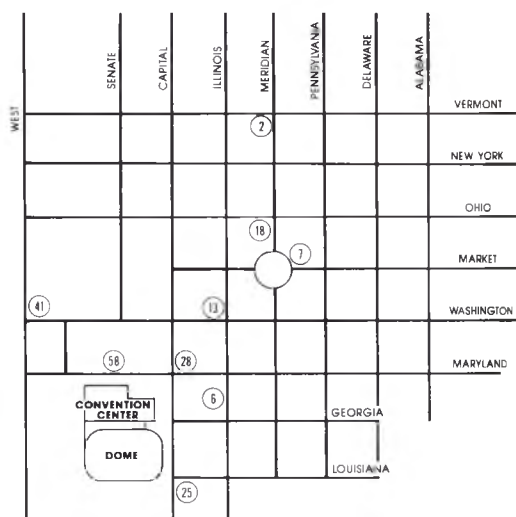 WEST
SENATE
CAPITAL
ILLINOIS
MERIDIAN
PENNSYLVANIA
DELAWARE
ALABAMA
VERMONT
2
NEW YORK
OHIO
18
7
MARKET
41
13
WASHINGTON
58
28
MARYLAND
6
CONVENTION
CENTER
GEORGIA
DOME
LOUISIANA
25